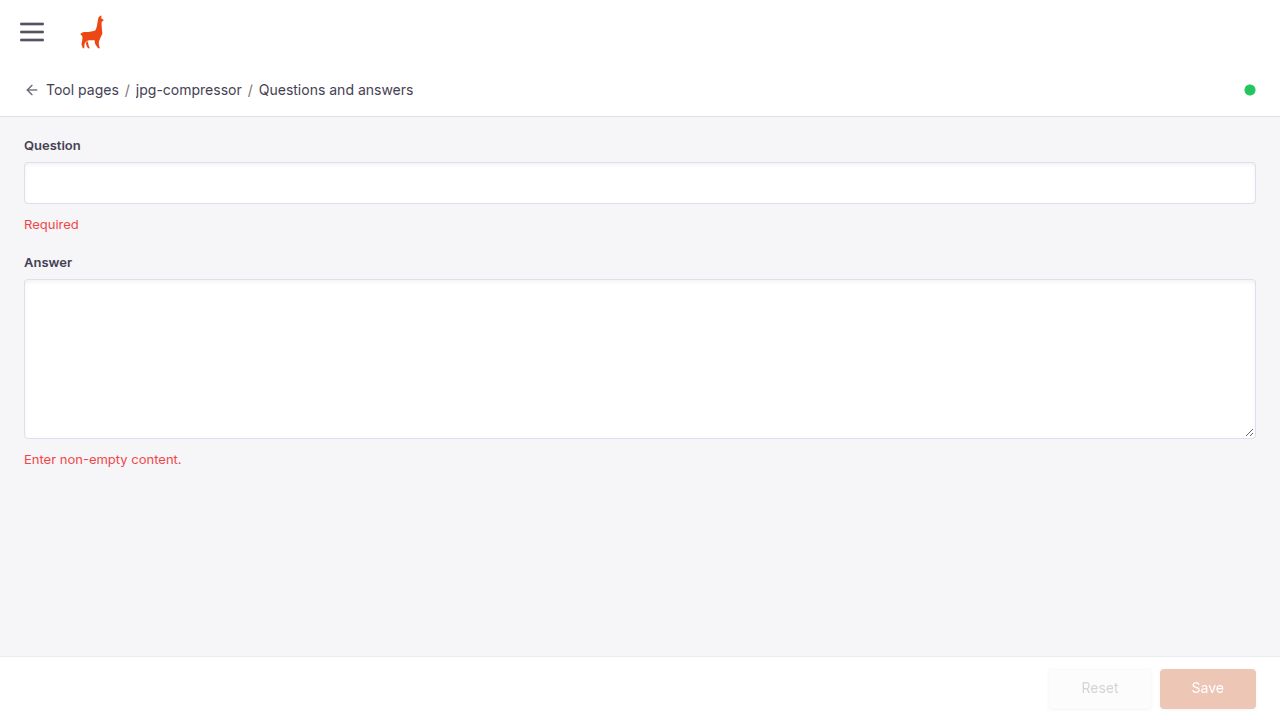 Tool pages / jpg-compressor / Questions and answers
Question
Required
Answer
Enter non-empty content.
Reset
Save